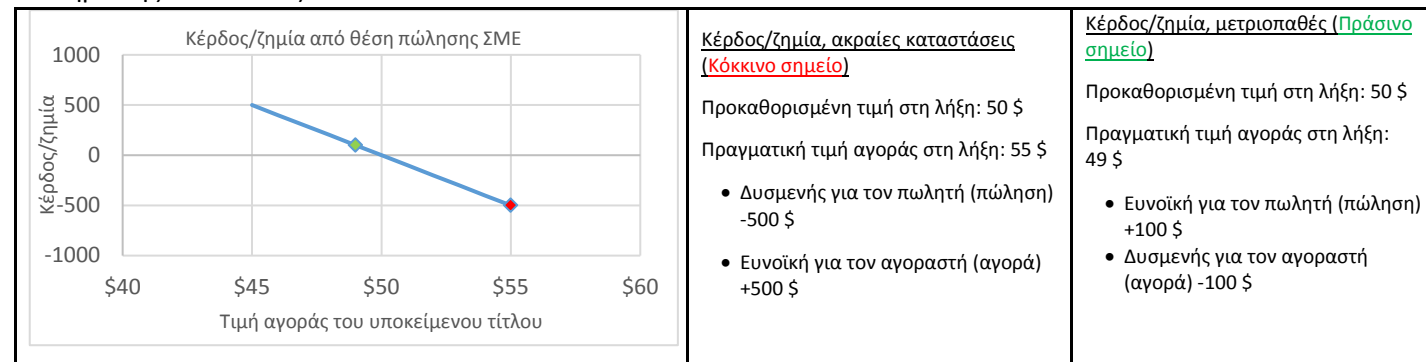 Κέρδος/ζημία από θέση πώλησης ΣΜΕ
Κέρδος/ζημία
1000
500
0
-500
-1000
$40 $45 $50 $55 $60
Τιμή αγοράς του υποκείμενου τίτλου
Κέρδος/ζημία, ακραίες καταστάσεις
(Κόκκινο σημείο)
Προκαθορισμένη τιμή στη λήξη: 50 $
Πραγματική τιμή αγοράς στη λήξη: 55 $
• Δυσμενής για τον πωλητή (πώληση)
-500 $
• Ευνοϊκή για τον αγοραστή (αγορά)
+500 $
Κέρδος/ζημία, μετριοπαθές (Πράσινο
σημείο)
Προκαθορισμένη τιμή στη λήξη: 50 $
Πραγματική τιμή αγοράς στη λήξη:
49 $
• Ευνοϊκή για τον πωλητή (πώληση)
+100 $
• Δυσμενής για τον αγοραστή
(αγορά) -100 $